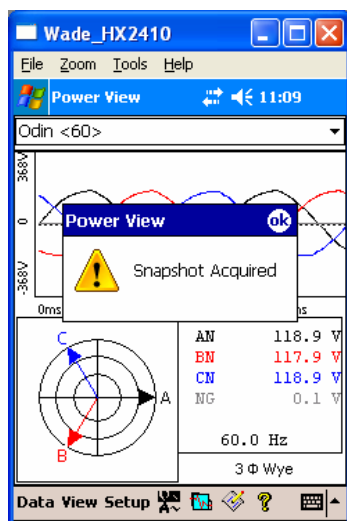 Wade_HX2410
File Zoom Tools Help
Power View 11:09
Odin <60>
368V
0
-368V
Power View ok
Snapshot Acquired
0ms
C
A
B
AN 118.9 V
BN 117.9 V
CN 118.9 V
NG 0.1 V
60.0 Hz
3 Φ Wye
Data View Setup